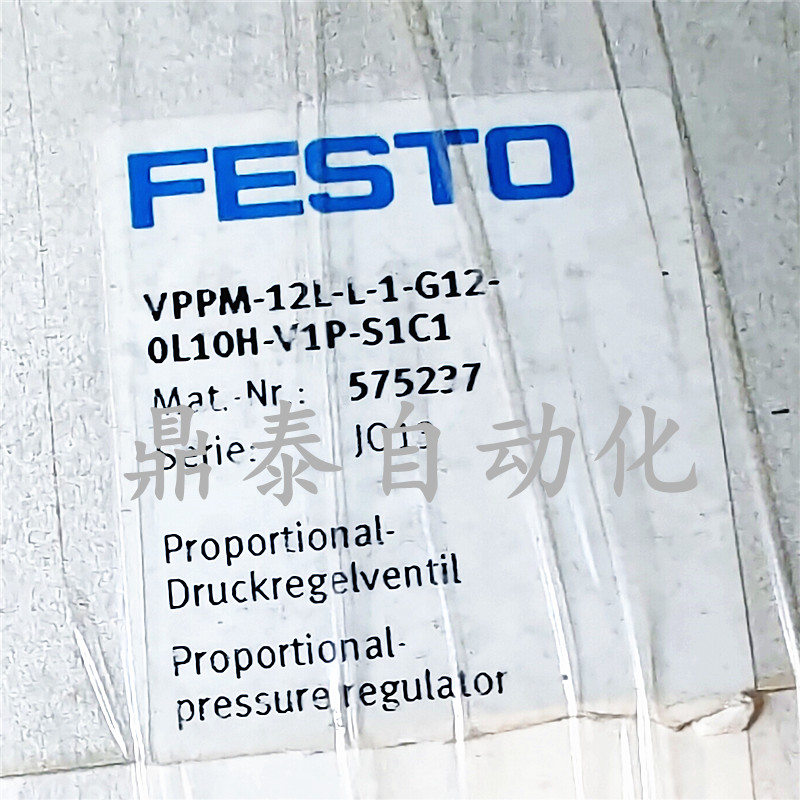 FESTO
VPPM-12L-L-1-G12-
0L10H-V1P-S1C1
Mat.-Nr.: 575237
Serie:
鼎泰自动化
Proportional-
Druckregelventil
Proportional-
pressure regulator